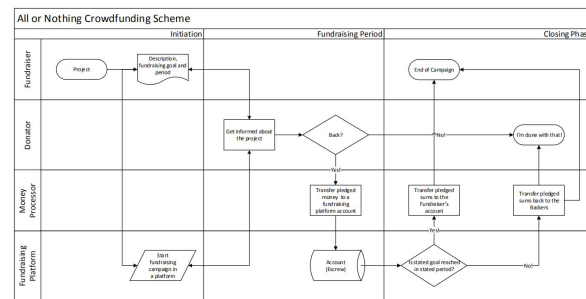 All or Nothing Crowdfunding Scheme
Initiation
Fundraising Period
Closing Phas
Fundraiser
Project
Description,
fundraising goal and
period
End of Campaign
Donator
Get informed about
the project
Back?
No!
I'm done with that!
Yes!
Money
Processor
Transfer pledged
money to a
fundraising
platform account
Transfer pledged
sums to the
Fundraiser's
account
Transfer pledged
sums back to the
Backers
Yes!
Fundraising
Platform
Start
fundraising
campaign in
a platform
Account
(Escrew)
Is stated goal reached
in stated period?
No!